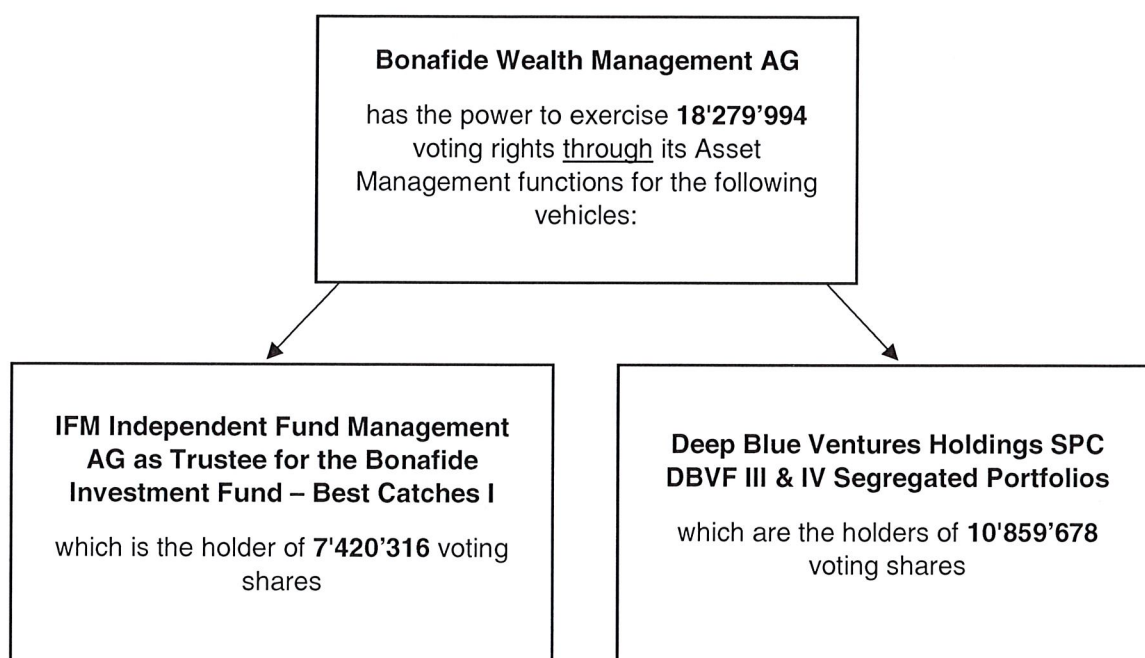 Bonafide Wealth Management AG
has the power to exercise 18'279’994
voting rights through its Asset
Management functions for the following
vehicles:
IFM Independent Fund Management
AG as Trustee for the Bonafide
Investment Fund – Best Catches I
which is the holder of 7'420’316 voting
shares
Deep Blue Ventures Holdings SPC
DBVF III & IV Segregated Portfolios
which are the holders of 10'859’678
voting shares